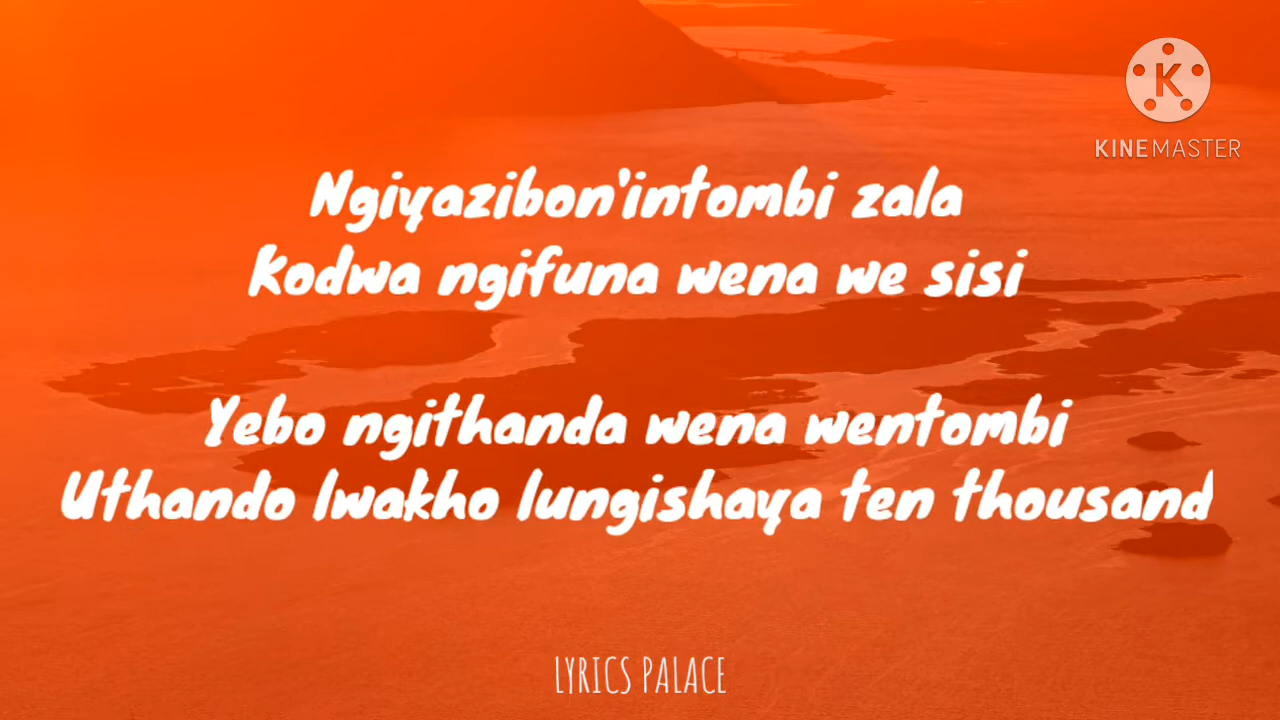 K
KINEMASTER
Ngiyazibon'intombi zala
Kodwa ngifuna wena we sisi
Yebo ngithanda wena wentombi
Uthando lwakho lungishaya ten thousand
LYRICS PALACE